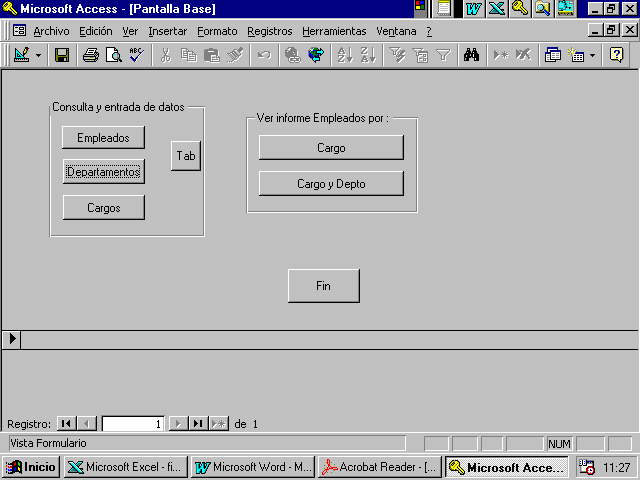 Microsoft Access - [Pantalla Base]
Archivo Edición Ver Insertar Formato Registros Herramientas Ventana ?
Consulta y entrada de datos
Empleados
Tab
Departamentos
Cargos
Ver informe Empleados por :
Cargo
Cargo y Depto
Fin
Registro: 1 de 1
Vista Formulario NUM
Inicio Microsoft Excel - fi... Microsoft Word - M... Acrobat Reader - [... Microsoft Acce... 11:27